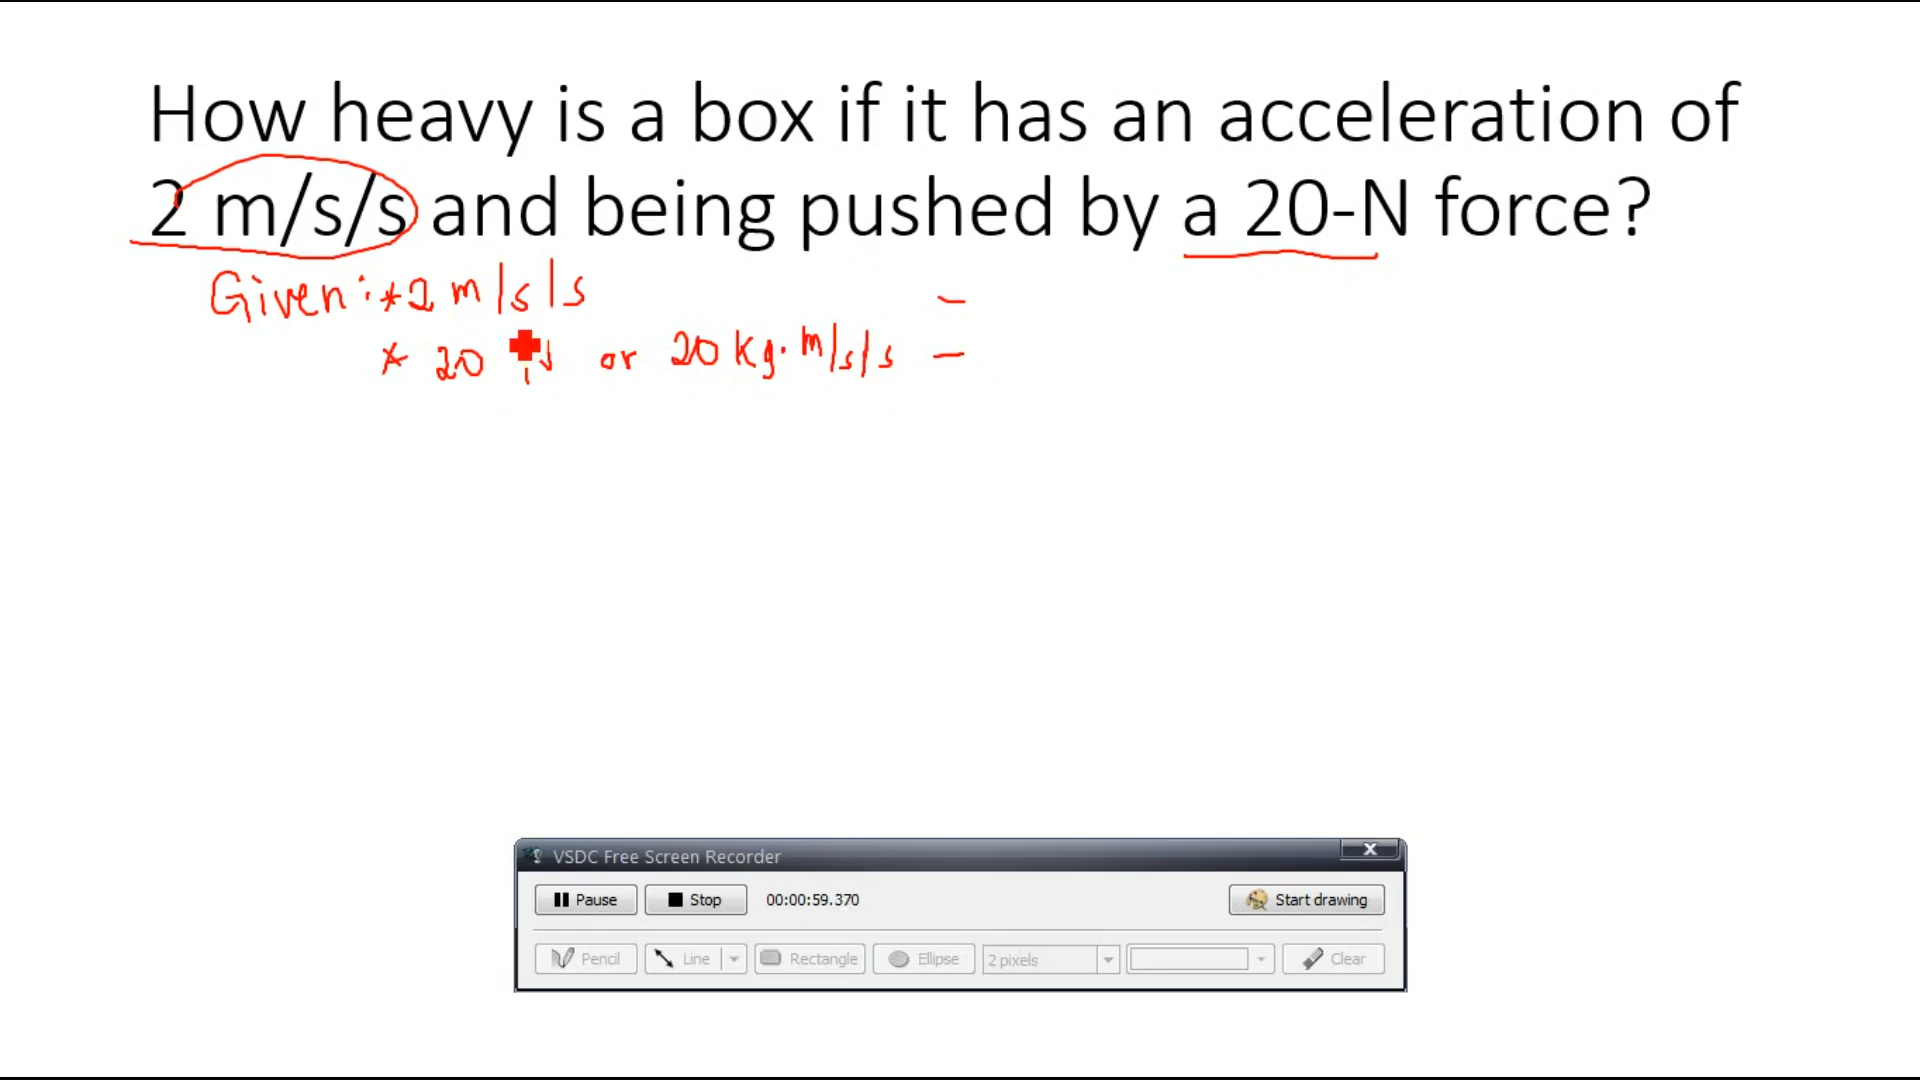 How heavy is a box if it has an acceleration of
2 m/s/s and being pushed by a 20-N force?
Given: * 2 m/s/s –
* 20 N or 20 kg. m/s/s –
VSDC Free Screen Recorder X
Pause Stop 00:00:59.370 Start drawing
Pencil Line Rectangle Ellipse 2 pixels Clear